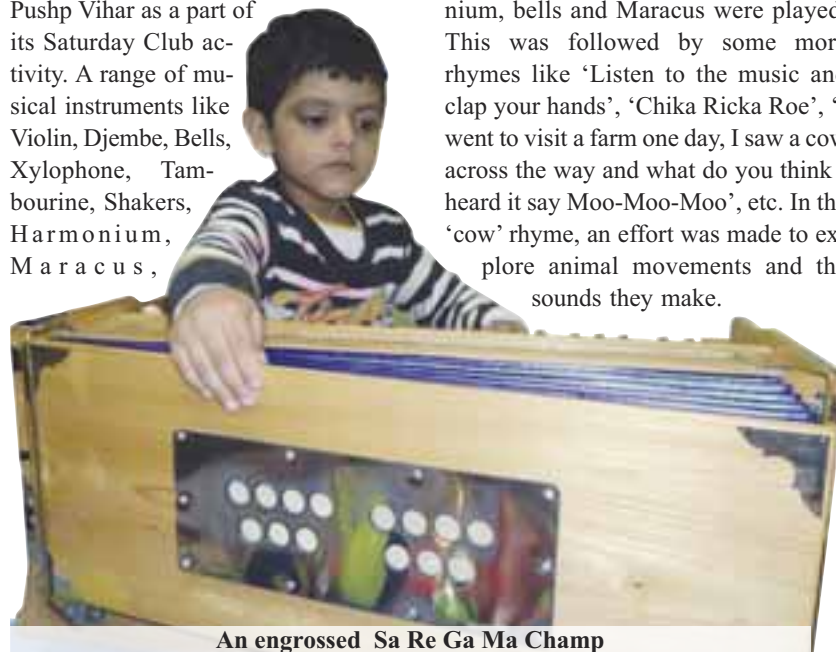 Pushp Vihar as a part of
its Saturday Club ac-
tivity. A range of mu-
sical instruments like
Violin, Djembe, Bells,
Xylophone, Tam-
bourine, Shakers,
Harmonium,
Maracus,
nium, bells and Maracus were played
This was followed by some mor
rhymes like ‘Listen to the music and
clap your hands’, ‘Chika Ricka Roe’, ‘
went to visit a farm one day, I saw a cow
across the way and what do you think
heard it say Moo-Moo-Moo’, etc. In th
‘cow’ rhyme, an effort was made to ex
plore animal movements and th
sounds they make.
An engrossed Sa Re Ga Ma Champ